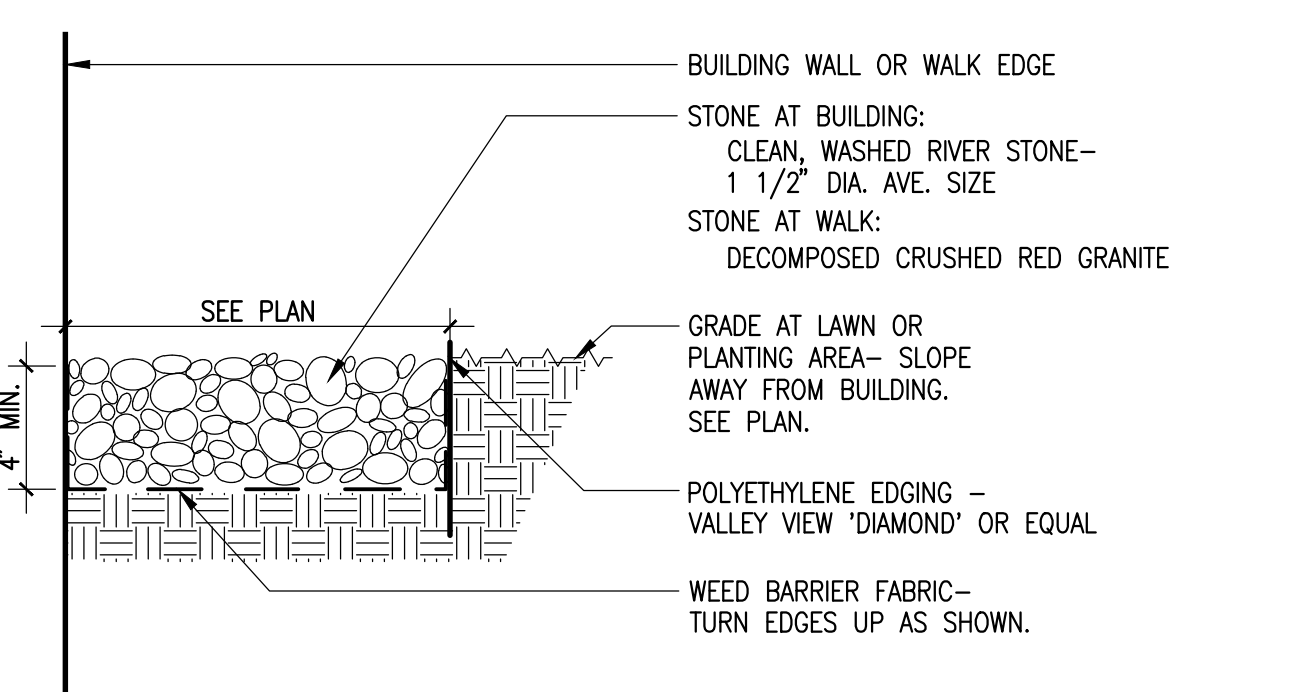 BUILDING WALL OR WALK EDGE
STONE AT BUILDING:
CLEAN, WASHED RIVER STONE–
1 1/2" DIA. AVE. SIZE
STONE AT WALK:
DECOMPOSED CRUSHED RED GRANITE
SEE PLAN
GRADE AT LAWN OR
PLANTING AREA– SLOPE
AWAY FROM BUILDING.
SEE PLAN.
4" MIN.
POLYETHYLENE EDGING –
VALLEY VIEW 'DIAMOND' OR EQUAL
WEED BARRIER FABRIC–
TURN EDGES UP AS SHOWN.